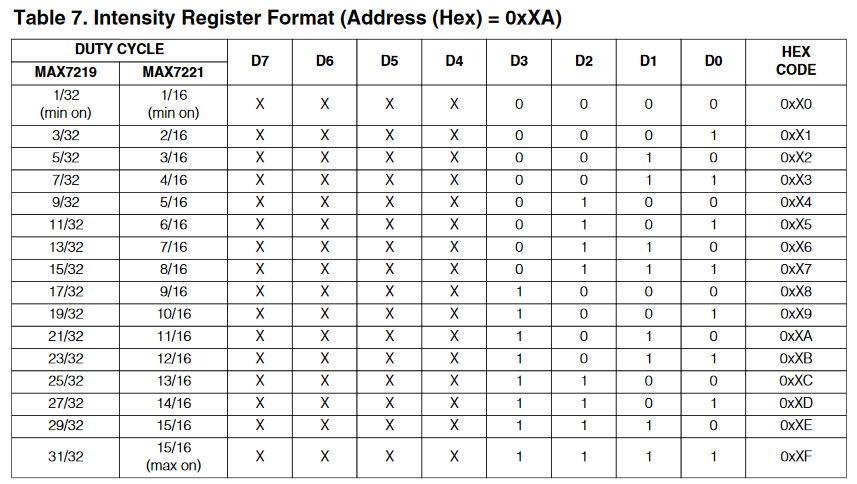 Table 7. Intensity Register Format (Address (Hex) = 0xXA)
DUTY CYCLE D7 D6 D5 D4 D3 D2 D1 D0 HEX CODE
MAX7219 MAX7221
1/32 (min on) 1/16 (min on) X X X X 0 0 0 0 0xX0
3/32 2/16 X X X X 0 0 0 1 0xX1
5/32 3/16 X X X X 0 0 1 0 0xX2
7/32 4/16 X X X X 0 0 1 1 0xX3
9/32 5/16 X X X X 0 1 0 0 0xX4
11/32 6/16 X X X X 0 1 0 1 0xX5
13/32 7/16 X X X X 0 1 1 0 0xX6
15/32 8/16 X X X X 0 1 1 1 0xX7
17/32 9/16 X X X X 1 0 0 0 0xX8
19/32 10/16 X X X X 1 0 0 1 0xX9
21/32 11/16 X X X X 1 0 1 0 0xXA
23/32 12/16 X X X X 1 0 1 1 0xXB
25/32 13/16 X X X X 1 1 0 0 0xXC
27/32 14/16 X X X X 1 1 0 1 0xXD
29/32 15/16 X X X X 1 1 1 0 0xXE
31/32 15/16 (max on) X X X X 1 1 1 1 0xXF